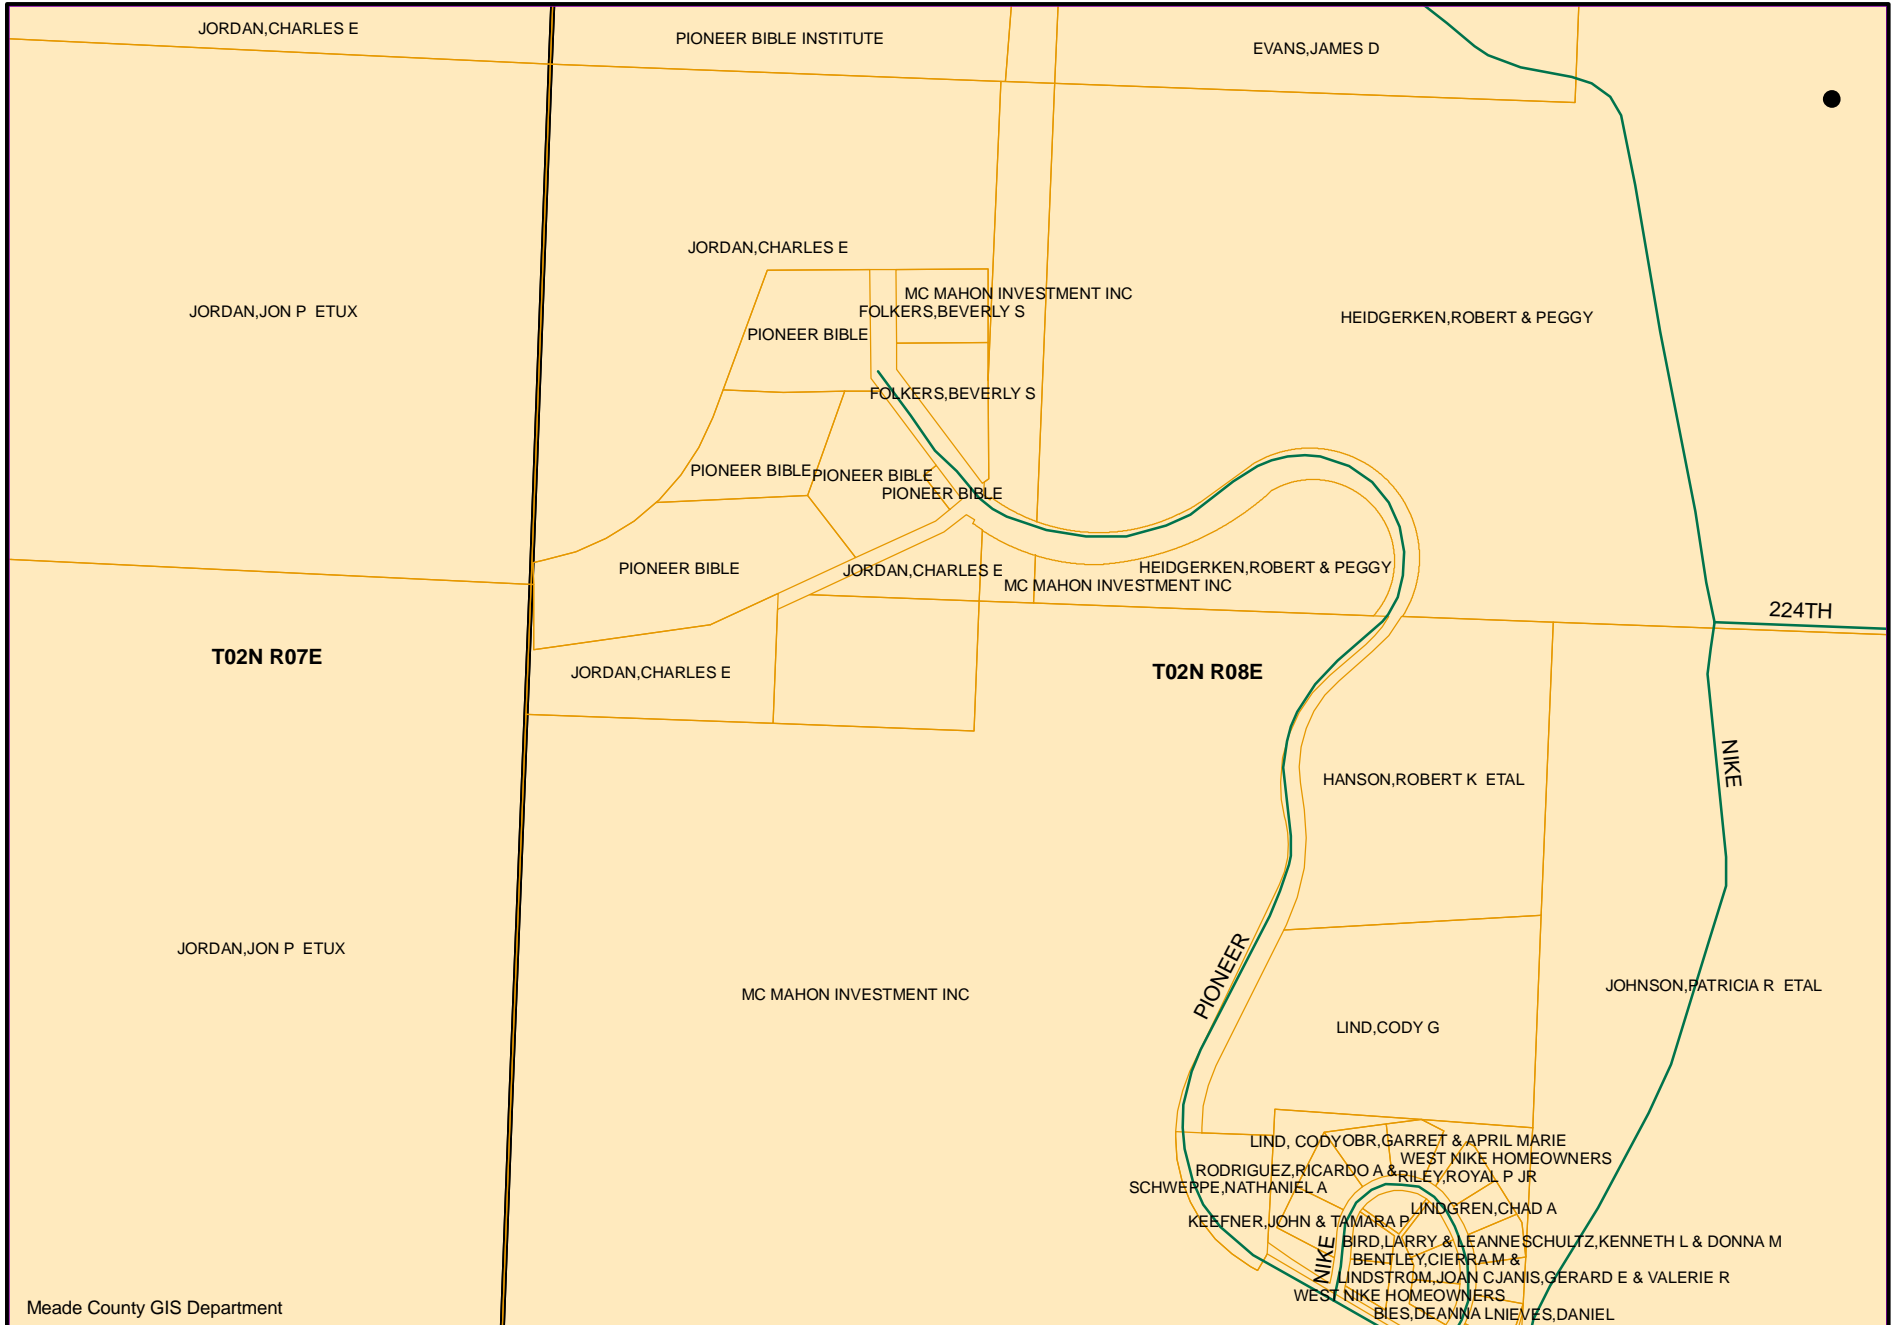 JORDAN,CHARLES E
PIONEER BIBLE INSTITUTE
EVANS,JAMES D
JORDAN,CHARLES E
JORDAN,JON P ETUX
MC MAHON INVESTMENT INC
FOLKERS,BEVERLY S
HEIDGERKEN,ROBERT & PEGGY
PIONEER BIBLE
FOLKERS,BEVERLY S
PIONEER BIBLE
PIONEER BIBLE
PIONEER BIBLE
PIONEER BIBLE
JORDAN,CHARLES E
HEIDGERKEN,ROBERT & PEGGY
MC MAHON INVESTMENT INC
224TH
T02N R07E
JORDAN,CHARLES E
T02N R08E
NIKE
HANSON,ROBERT K ETAL
JORDAN,JON P ETUX
PIONEER
MC MAHON INVESTMENT INC
JOHNSON,PATRICIA R ETAL
LIND,CODY G
LIND, CODY
OBR,GARRET & APRIL MARIE
WEST NIKE HOMEOWNERS
RODRIGUEZ,RICARDO A &
RILEY,ROYAL P JR
SCHWEPPE,NATHANIEL A
LINDGREN,CHAD A
KEEFNER,JOHN & TAMARA P
NIKE
BIRD,LARRY & LEANNE
SCHULTZ,KENNETH L & DONNA M
BENTLEY,CIERRA M &
LINDSTROM,JOAN C
JANIS,GERARD E & VALERIE R
WEST NIKE HOMEOWNERS
BIES,DEANNA L
NIEVES,DANIEL
Meade County GIS Department